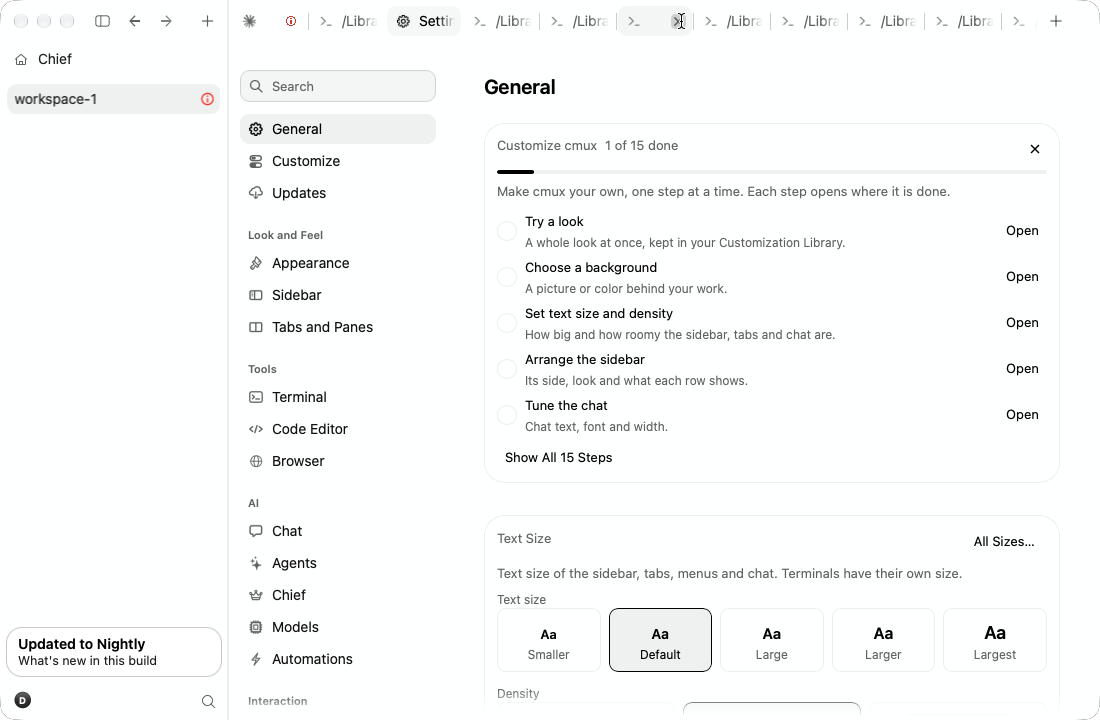 /Libra
Settin
/Libra
/Libra
/Libra
/Libra
/Libra
/Libra
Chief
workspace-1
Search
General
Customize
Updates
Look and Feel
Appearance
Sidebar
Tabs and Panes
Tools
Terminal
Code Editor
Browser
AI
Chat
Agents
Chief
Models
Automations
Interaction
Updated to Nightly
What's new in this build
D
General
Customize cmux 1 of 15 done
Make cmux your own, one step at a time. Each step opens where it is done.
Try a look
A whole look at once, kept in your Customization Library.
Open
Choose a background
A picture or color behind your work.
Open
Set text size and density
How big and how roomy the sidebar, tabs and chat are.
Open
Arrange the sidebar
Its side, look and what each row shows.
Open
Tune the chat
Chat text, font and width.
Open
Show All 15 Steps
Text Size
All Sizes...
Text size of the sidebar, tabs, menus and chat. Terminals have their own size.
Text size
Aa
Smaller
Aa
Default
Aa
Large
Aa
Larger
Aa
Largest
Density